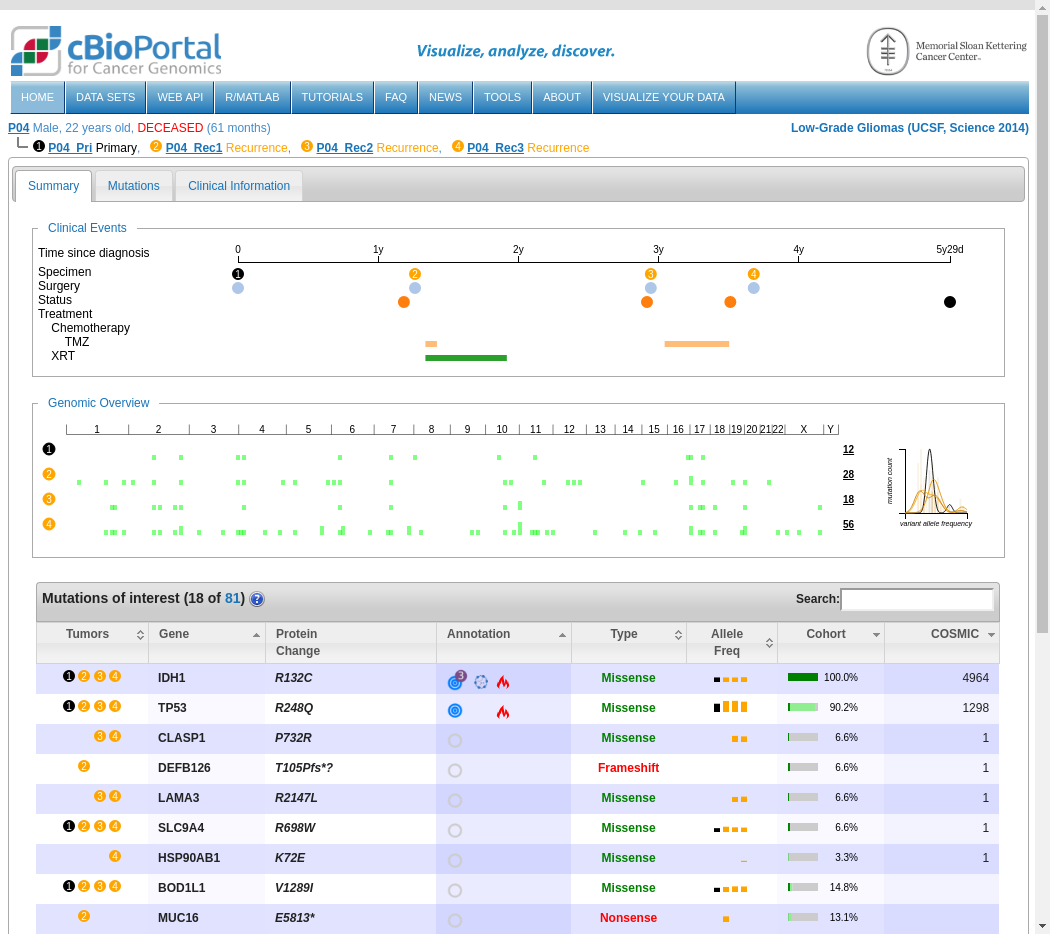 cBioPortal
for Cancer Genomics
Visualize, analyze, discover.
Memorial Sloan Kettering
Cancer Center
HOME DATA SETS WEB API R/MATLAB TUTORIALS FAQ NEWS TOOLS ABOUT VISUALIZE YOUR DATA
P04 Male, 22 years old, DECEASED (61 months) Low-Grade Gliomas (UCSF, Science 2014)
1 P04_Pri Primary, 2 P04_Rec1 Recurrence, 3 P04_Rec2 Recurrence, 4 P04_Rec3 Recurrence
Summary Mutations Clinical Information
Clinical Events
Time since diagnosis 0 1y 2y 3y 4y 5y29d
Specimen 1 2 3 4
Surgery
Status
Treatment
Chemotherapy
TMZ
XRT
Genomic Overview
1 2 3 4 5 6 7 8 9 10 11 12 13 14 15 16 17 18 19 20 21 22 X Y
1 12
2 28
3 18
4 56
mutation count
variant allele frequency
Mutations of interest (18 of 81) ? Search:
Tumors Gene Protein Change Annotation Type Allele Freq Cohort COSMIC
1 2 3 4 IDH1 R132C 3 Missense 100.0% 4964
1 2 3 4 TP53 R248Q Missense 90.2% 1298
3 4 CLASP1 P732R Missense 6.6% 1
2 DEFB126 T105Pfs*? Frameshift 6.6% 1
3 4 LAMA3 R2147L Missense 6.6% 1
1 2 3 4 SLC9A4 R698W Missense 6.6% 1
4 HSP90AB1 K72E Missense 3.3% 1
1 2 3 4 BOD1L1 V1289I Missense 14.8%
2 MUC16 E5813* Nonsense 13.1%